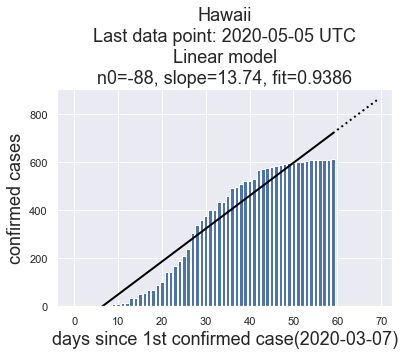 Hawaii
Last data point: 2020-05-05 UTC
Linear model
n0=-88, slope=13.74, fit=0.9386
confirmed cases
800
600
400
200
0
0 10 20 30 40 50 60 70
days since 1st confirmed case(2020-03-07)